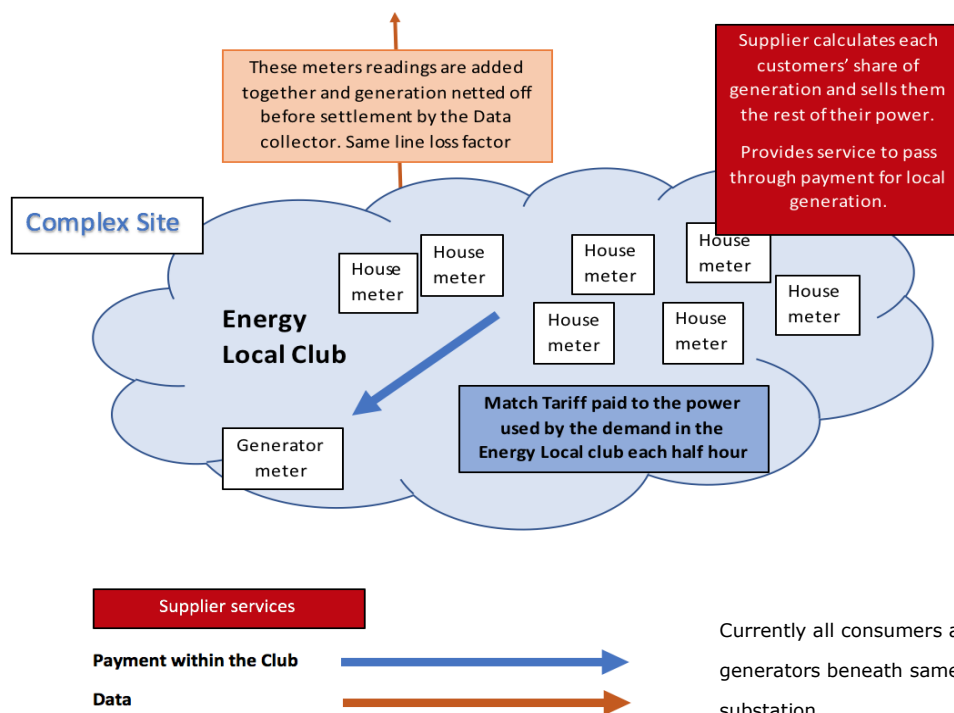 These meters readings are added
together and generation netted off
before settlement by the Data
collector. Same line loss factor
Supplier calculates each
customers’ share of
generation and sells them
the rest of their power.
Provides service to pass
through payment for local
generation.
Complex Site
House
meter
House
meter
House
meter
House
meter
House
meter
House
meter
House
meter
Energy
Local Club
Match Tariff paid to the power
used by the demand in the
Energy Local club each half hour
Generator
meter
Supplier services
Payment within the Club
Data
Currently all consumers
generators beneath same
substation